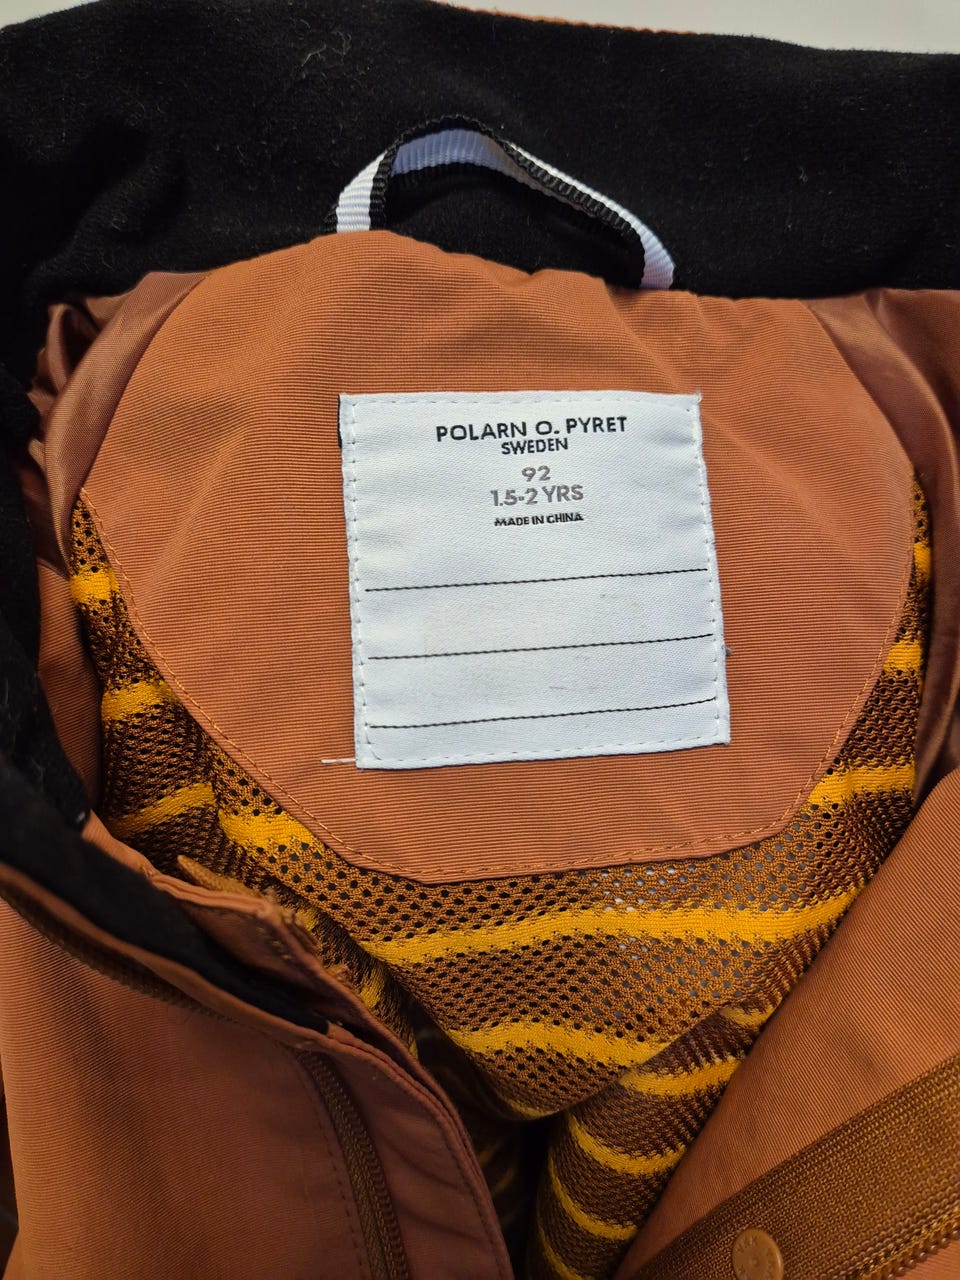 POLARN O. PYRET
SWEDEN
92
1.5-2 YRS
MADE IN CHINA